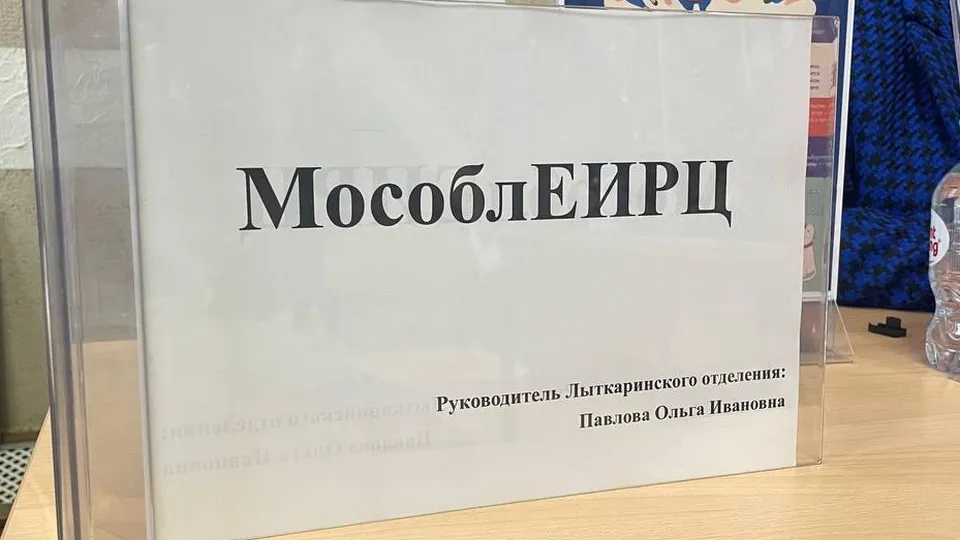 МособлЕИРЦ
Руководитель Лыткаринского отделения:
Павлова Ольга Ивановна